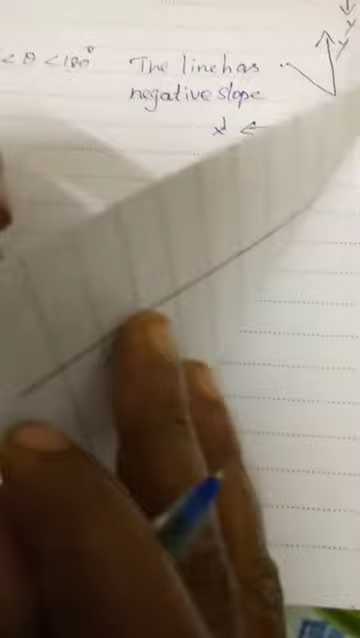 < θ < 180° The line has
negative slope
x' ←
y
y